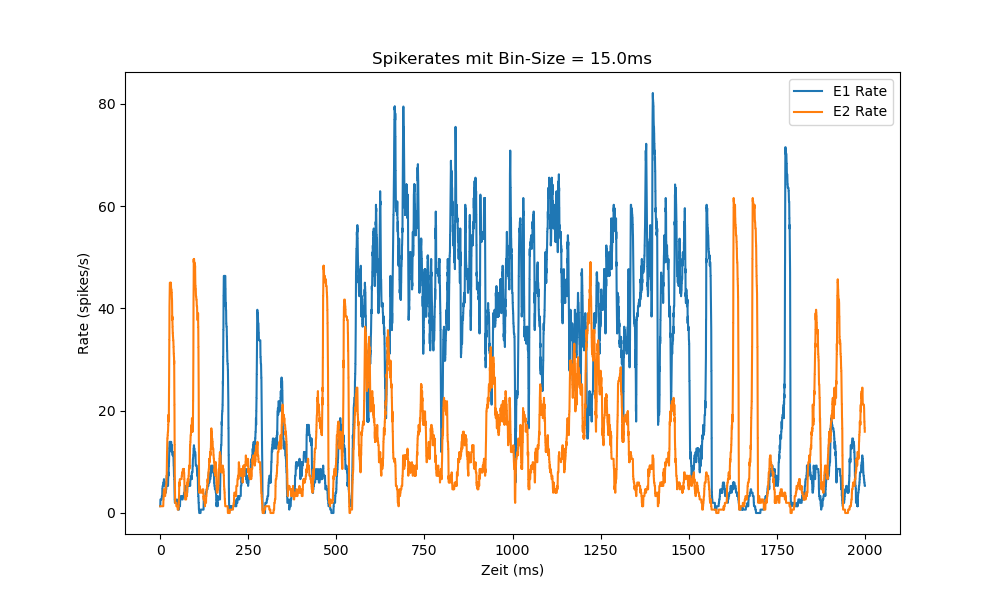 Spikerates mit Bin-Size = 15.0ms
E1 Rate
E2 Rate
Rate (spikes/s)
80
60
40
20
0
0 250 500 750 1000 1250 1500 1750 2000
Zeit (ms)